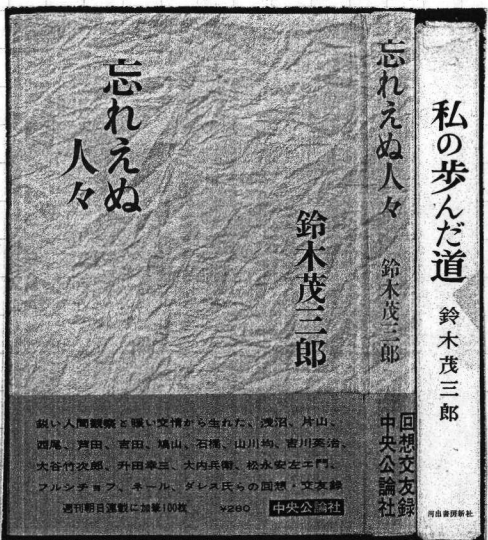 忘れえぬ
人々
鈴木茂三郎
鋭い人間観察と暖い交情から生れた、浅沼、片山、
西尾、芦田、吉田、鳩山、石橋、山川均、吉川英治、
大谷竹次郎、升田幸三、大内兵衛、松永安左エ門、
フルシチョフ、ネール、ダレス氏らの回想・交友録
週刊朝日連載に加筆100枚 ¥280 中央公論社
忘れえぬ人々 鈴木茂三郎
回想交友録
中央公論社
私の歩んだ道 鈴木茂三郎
河出書房新社